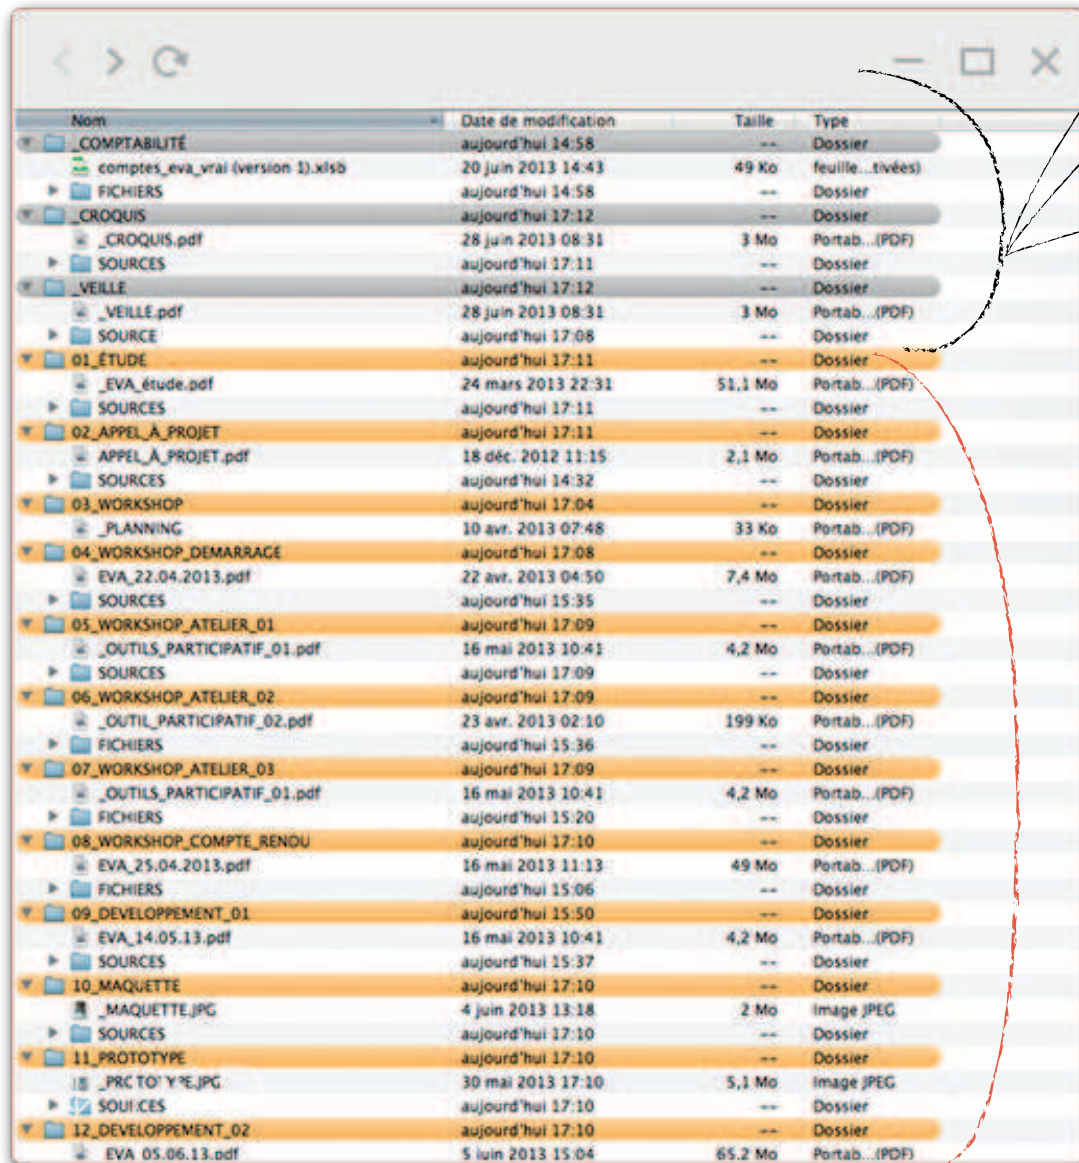 Nom Date de modification Taille Type
_COMPTABILITÉ aujourd'hui 14:58 -- Dossier
comptes_eva_vrai (version 1).xlsb 20 juin 2013 14:43 49 Ko feuille...tivées)
FICHIERS aujourd'hui 14:58 -- Dossier
_CROQUIS aujourd'hui 17:12 -- Dossier
_CROQUIS.pdf 28 juin 2013 08:31 3 Mo Portab...(PDF)
SOURCES aujourd'hui 17:11 -- Dossier
_VEILLE aujourd'hui 17:12 -- Dossier
_VEILLE.pdf 28 juin 2013 08:31 3 Mo Portab...(PDF)
SOURCE aujourd'hui 17:08 -- Dossier
01_ÉTUDE aujourd'hui 17:11 -- Dossier
_EVA_étude.pdf 24 mars 2013 22:31 51,1 Mo Portab...(PDF)
SOURCES aujourd'hui 17:11 -- Dossier
02_APPEL_À_PROJET aujourd'hui 17:11 -- Dossier
APPEL_À_PROJET.pdf 18 déc. 2012 11:15 2,1 Mo Portab...(PDF)
SOURCES aujourd'hui 14:32 -- Dossier
03_WORKSHOP aujourd'hui 17:04 -- Dossier
_PLANNING 10 avr. 2013 07:48 33 Ko Portab...(PDF)
04_WORKSHOP_DEMARRAGE aujourd'hui 17:08 -- Dossier
EVA_22.04.2013.pdf 22 avr. 2013 04:50 7,4 Mo Portab...(PDF)
SOURCES aujourd'hui 15:35 -- Dossier
05_WORKSHOP_ATELIER_01 aujourd'hui 17:09 -- Dossier
_OUTILS_PARTICIPATIF_01.pdf 16 mai 2013 10:41 4,2 Mo Portab...(PDF)
SOURCES aujourd'hui 17:09 -- Dossier
06_WORKSHOP_ATELIER_02 aujourd'hui 17:09 -- Dossier
_OUTIL_PARTICIPATIF_02.pdf 23 avr. 2013 02:10 199 Ko Portab...(PDF)
FICHIERS aujourd'hui 15:36 -- Dossier
07_WORKSHOP_ATELIER_03 aujourd'hui 17:09 -- Dossier
_OUTILS_PARTICIPATIF_01.pdf 16 mai 2013 10:41 4,2 Mo Portab...(PDF)
FICHIERS aujourd'hui 15:20 -- Dossier
08_WORKSHOP_COMPTE_RENDU aujourd'hui 17:10 -- Dossier
EVA_25.04.2013.pdf 16 mai 2013 11:13 49 Mo Portab...(PDF)
FICHIERS aujourd'hui 15:06 -- Dossier
09_DEVELOPPEMENT_01 aujourd'hui 15:50 -- Dossier
EVA_14.05.13.pdf 16 mai 2013 10:41 4,2 Mo Portab...(PDF)
SOURCES aujourd'hui 15:37 -- Dossier
10_MAQUETTE aujourd'hui 17:10 -- Dossier
_MAQUETTE.JPG 4 juin 2013 13:18 2 Mo Image JPEG
SOURCES aujourd'hui 17:10 -- Dossier
11_PROTOTYPE aujourd'hui 17:10 -- Dossier
_PROTOTYPE.JPG 30 mai 2013 17:10 5,1 Mo Image JPEG
SOURCES aujourd'hui 17:10 -- Dossier
12_DEVELOPPEMENT_02 aujourd'hui 17:10 -- Dossier
EVA_05.06.13.pdf 5 juin 2013 15:04 65,2 Mo Portab...(PDF)